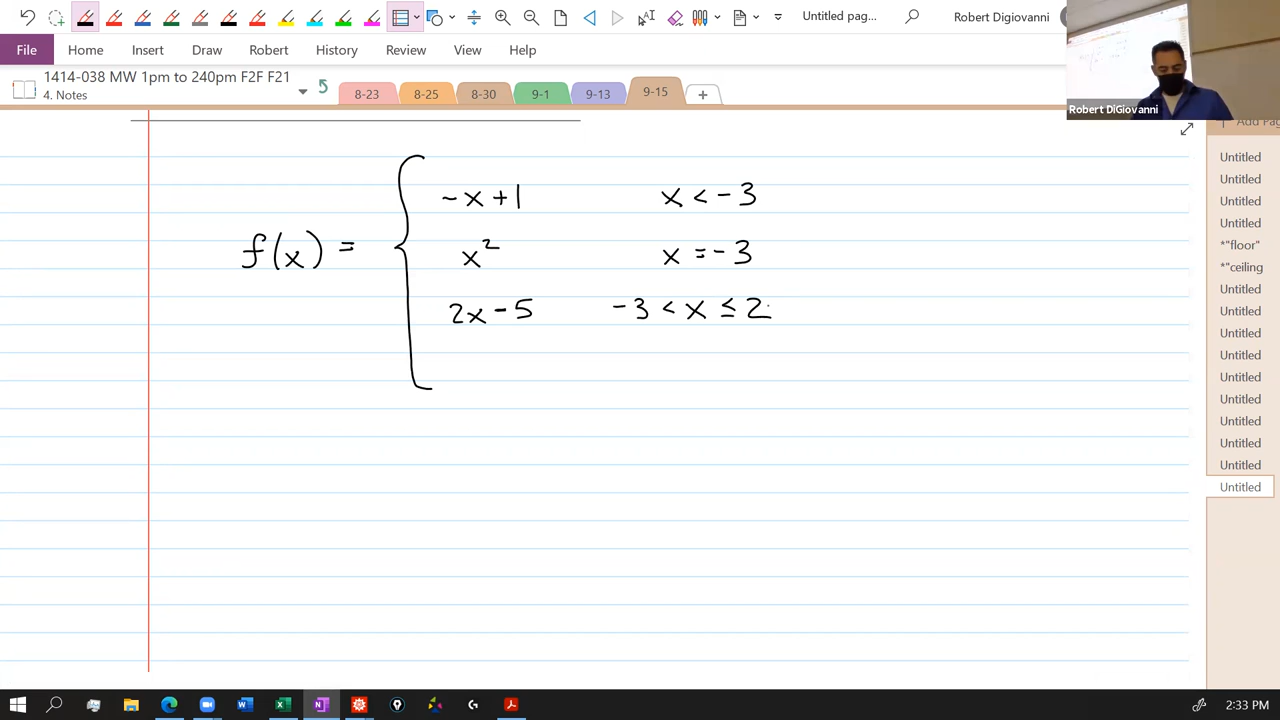 Untitled pag... Robert Digiovanni
File Home Insert Draw Robert History Review View Help
1414-038 MW 1pm to 240pm F2F F21
4. Notes
8-23 8-25 8-30 9-1 9-13 9-15
Robert DiGiovanni
Add Pag
f(x) = {
-x + 1 x < -3
x² x = -3
2x - 5 -3 < x ≤ 2
Untitled
Untitled
Untitled
Untitled
*"floor"
*"ceiling
Untitled
Untitled
Untitled
Untitled
Untitled
Untitled
Untitled
Untitled
Untitled
Untitled
2:33 PM